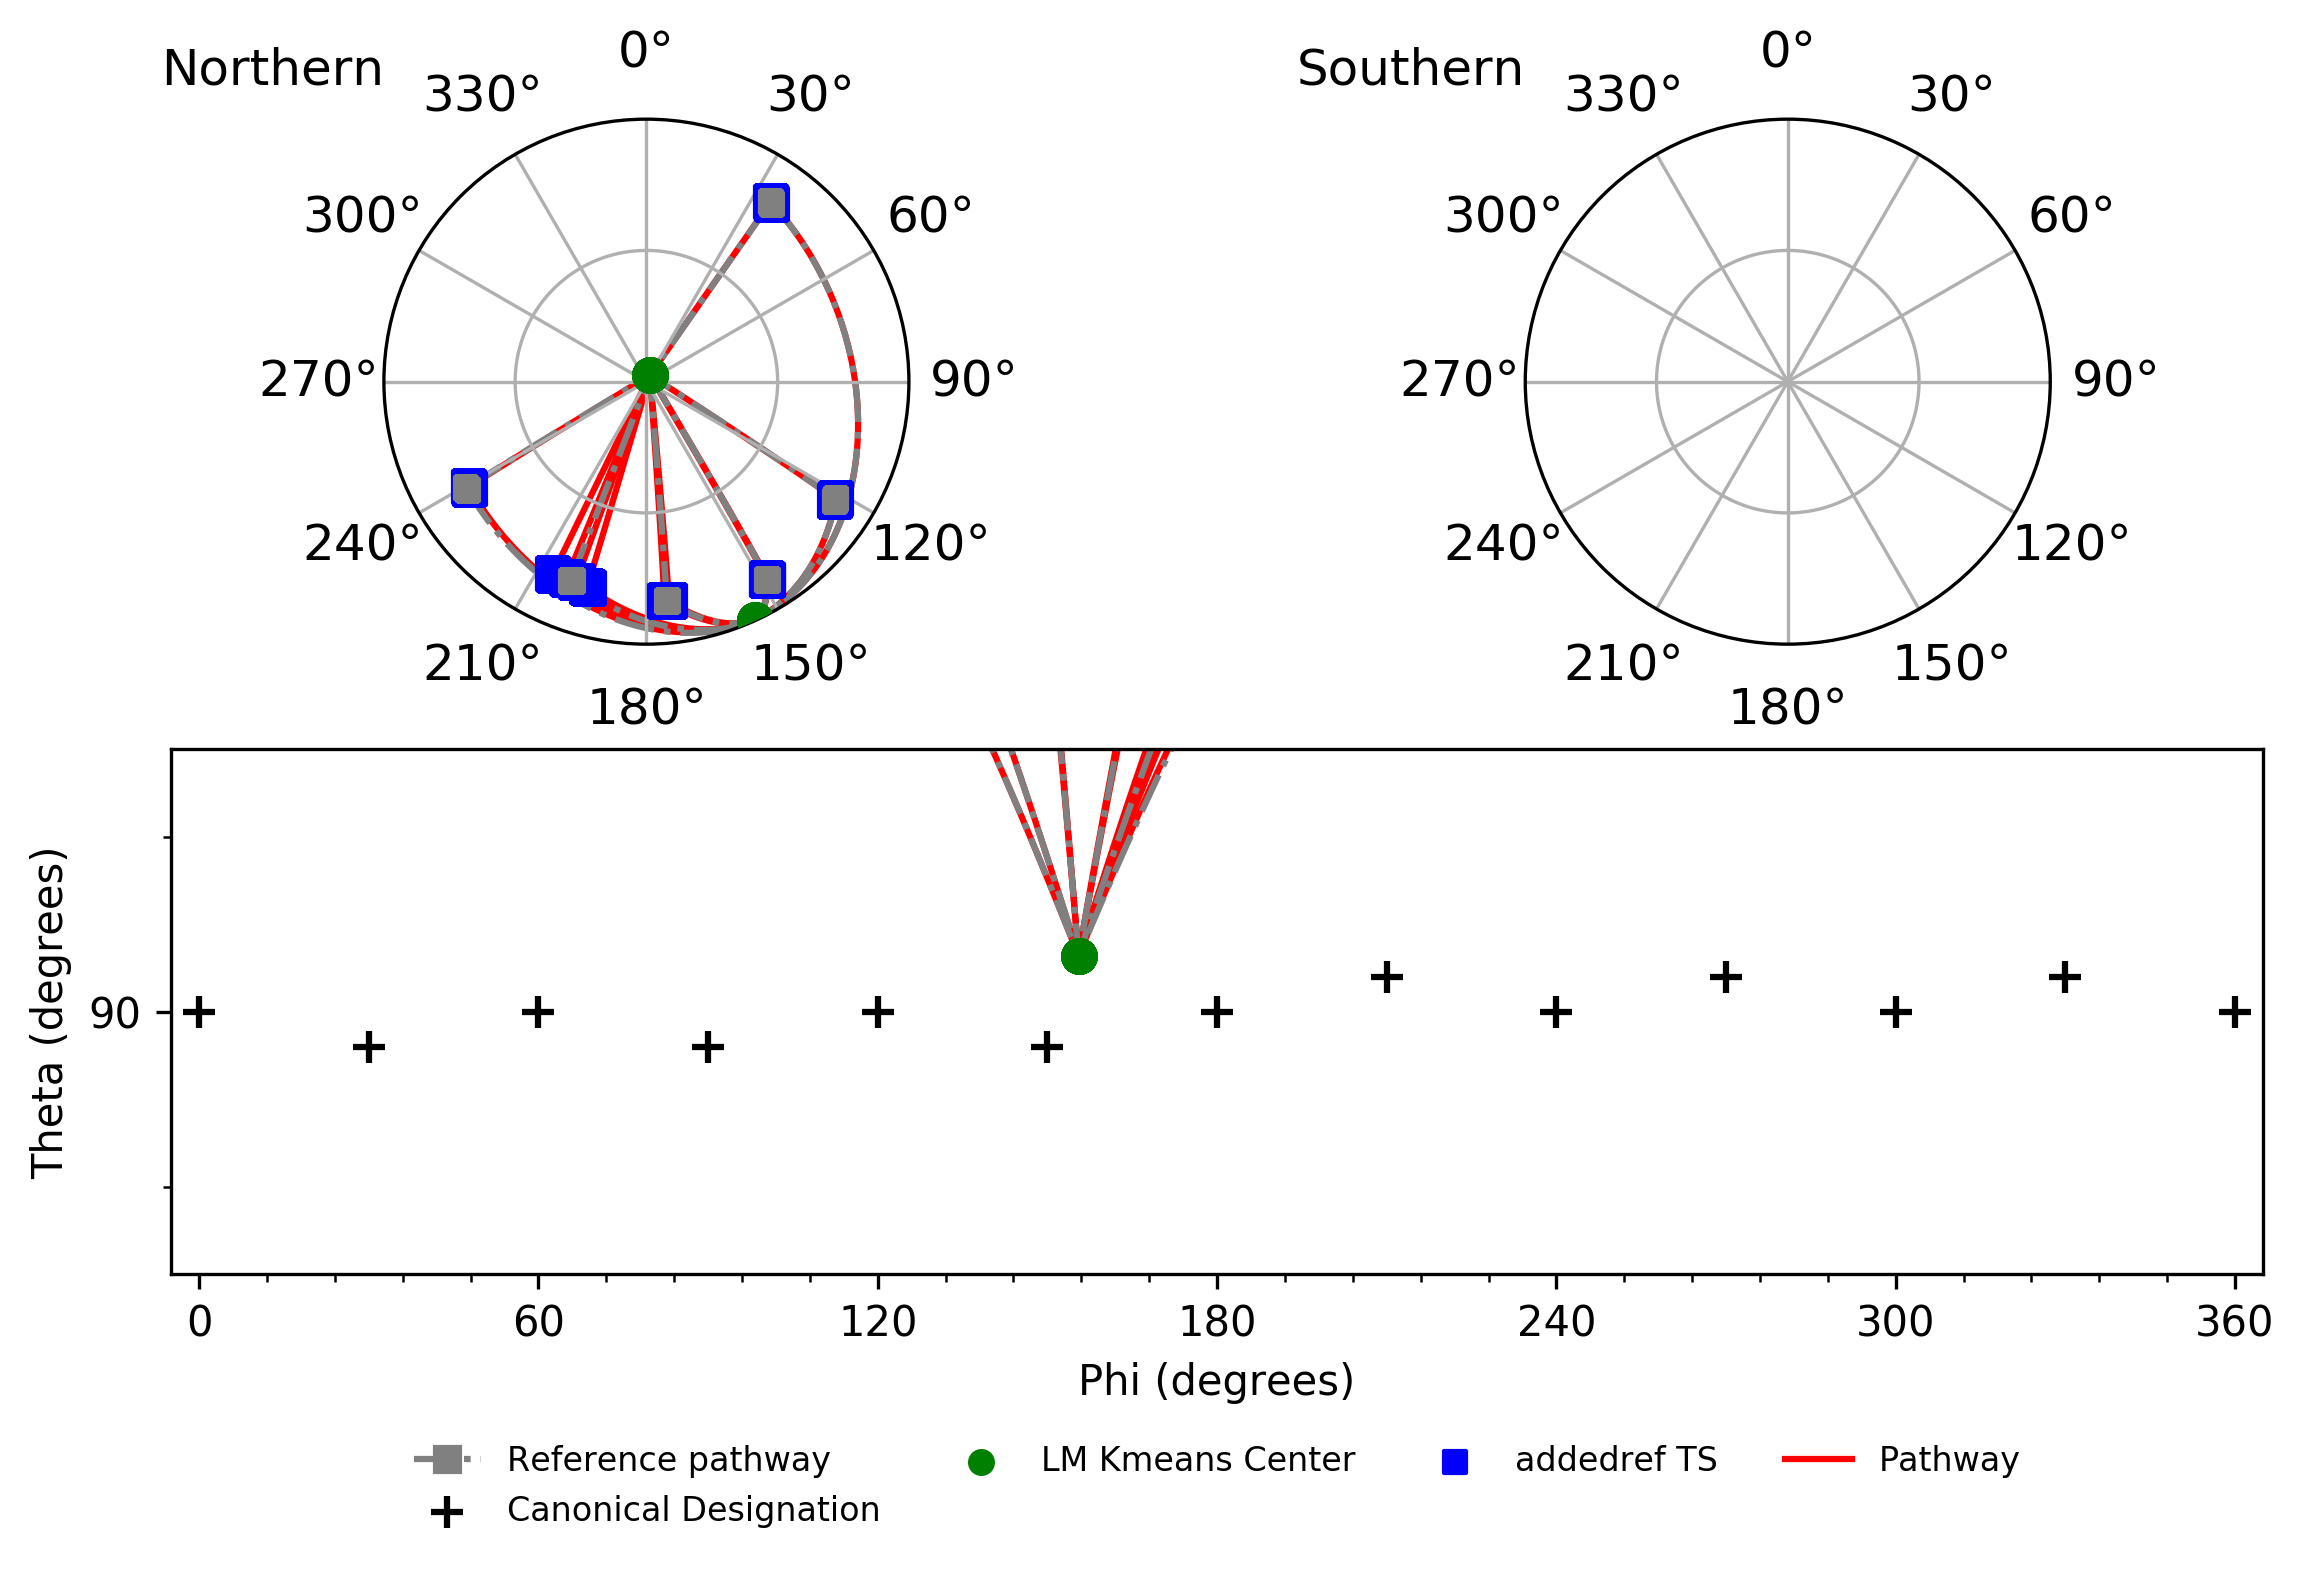 Northern
0°
330°
30°
300°
60°
270°
90°
240°
120°
210°
150°
180°
Southern
0°
330°
30°
300°
60°
270°
90°
240°
120°
210°
150°
180°
Theta (degrees)
90
0 60 120 180 240 300 360
Phi (degrees)
Reference pathway
Canonical Designation
LM Kmeans Center
addedref TS
Pathway